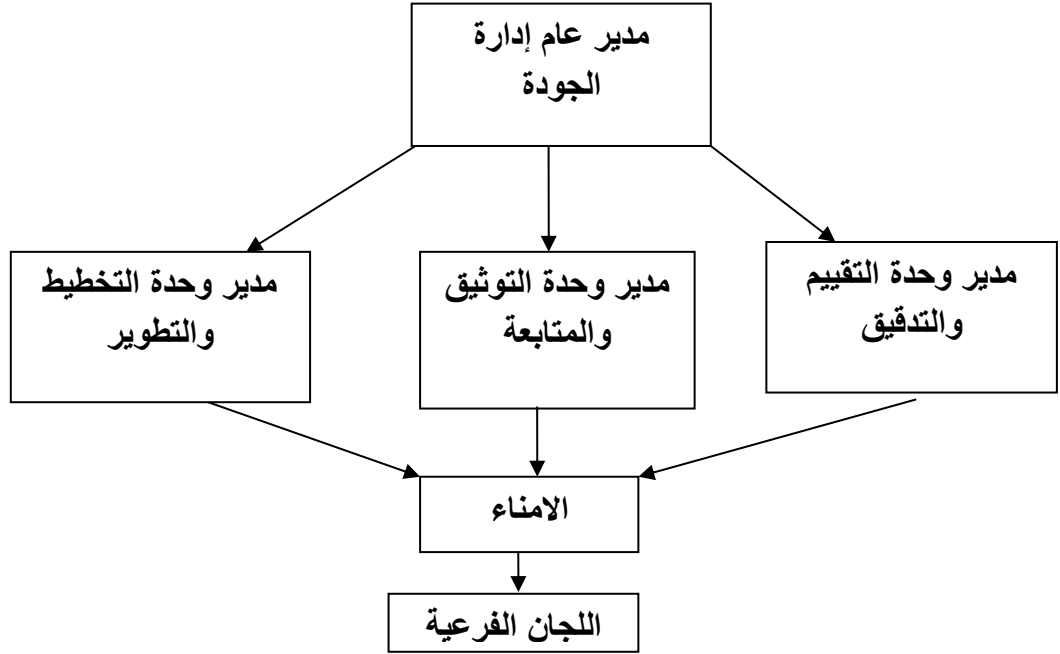 مدير عام إدارة
الجودة
مدير وحدة التقييم
والتدقيق
مدير وحدة التوثيق
والمتابعة
مدير وحدة التخطيط
والتطوير
الامناء
اللجان الفرعية